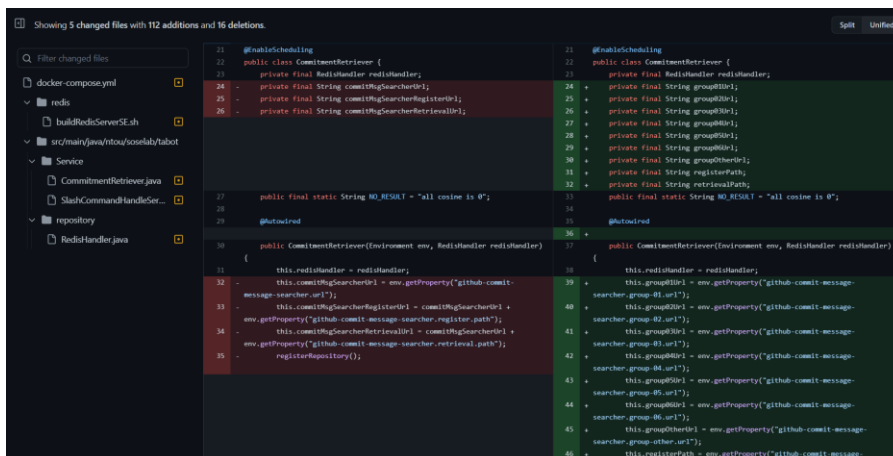 Showing 5 changed files with 112 additions and 16 deletions.
Split Unified
Filter changed files
docker-compose.yml
redis
buildRedisServerSE.sh
src/main/java/ntou/soselab/tabot
Service
CommitmentRetriever.java
SlashCommandHandleSer...
repository
RedisHandler.java
21 @EnableScheduling
22 public class CommitmentRetriever {
23 private final RedisHandler redisHandler;
24 - private final String commitMsgSearcherUrl;
25 - private final String commitMsgSearcherRegisterUrl;
26 - private final String commitMsgSearcherRetrievalUrl;
27 public final static String NO_RESULT = "all cosine is 0";
28
29 @Autowired
30 public CommitmentRetriever(Environment env, RedisHandler redisHandler)
{
31 this.redisHandler = redisHandler;
32 - this.commitMsgSearcherUrl = env.getProperty("github-commit-
message-searcher.url");
33 - this.commitMsgSearcherRegisterUrl = commitMsgSearcherUrl +
env.getProperty("github-commit-message-searcher.register.path");
34 - this.commitMsgSearcherRetrievalUrl = commitMsgSearcherUrl +
env.getProperty("github-commit-message-searcher.retrieval.path");
35 - registerRepository();
21 @EnableScheduling
22 public class CommitmentRetriever {
23 private final RedisHandler redisHandler;
24 + private final String group01Url;
25 + private final String group02Url;
26 + private final String group03Url;
27 + private final String group04Url;
28 + private final String group05Url;
29 + private final String group06Url;
30 + private final String groupOtherUrl;
31 + private final String registerPath;
32 + private final String retrievalPath;
33 public final static String NO_RESULT = "all cosine is 0";
34
35 @Autowired
36 +
37 public CommitmentRetriever(Environment env, RedisHandler redisHandler)
{
38 this.redisHandler = redisHandler;
39 + this.group01Url = env.getProperty("github-commit-message-
searcher.group-01.url");
40 + this.group02Url = env.getProperty("github-commit-message-
searcher.group-02.url");
41 + this.group03Url = env.getProperty("github-commit-message-
searcher.group-03.url");
42 + this.group04Url = env.getProperty("github-commit-message-
searcher.group-04.url");
43 + this.group05Url = env.getProperty("github-commit-message-
searcher.group-05.url");
44 + this.group06Url = env.getProperty("github-commit-message-
searcher.group-06.url");
45 + this.groupOtherUrl = env.getProperty("github-commit-message-
searcher.group-other.url");
46 + this.registerPath = env.getProperty("github-commit-message-